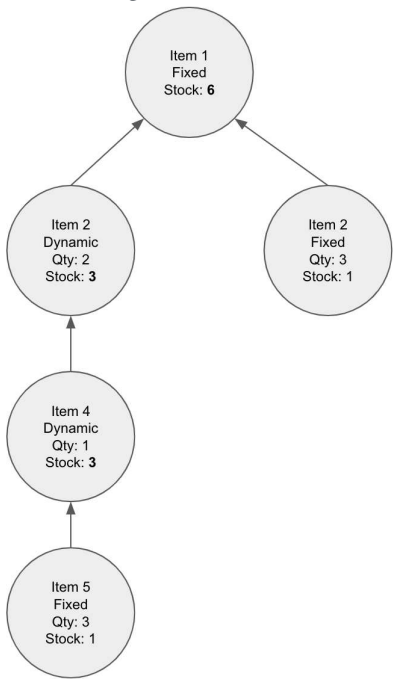 Item 1
Fixed
Stock: 6
Item 2
Dynamic
Qty: 2
Stock: 3
Item 2
Fixed
Qty: 3
Stock: 1
Item 4
Dynamic
Qty: 1
Stock: 3
Item 5
Fixed
Qty: 3
Stock: 1